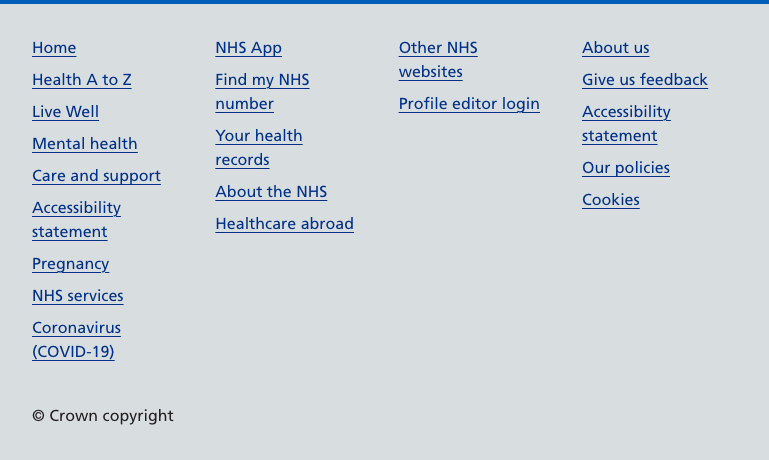 Home
Health A to Z
Live Well
Mental health
Care and support
Accessibility
statement
Pregnancy
NHS services
Coronavirus
(COVID-19)
NHS App
Find my NHS
number
Your health
records
About the NHS
Healthcare abroad
Other NHS
websites
Profile editor login
About us
Give us feedback
Accessibility
statement
Our policies
Cookies
© Crown copyright